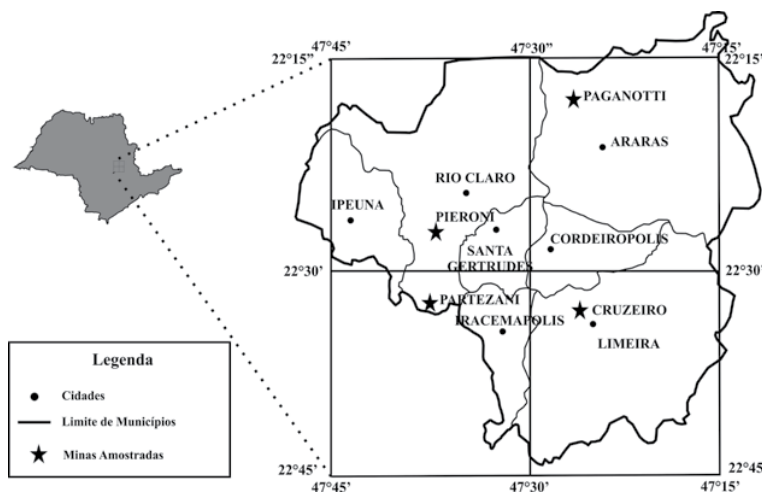 47°45' 47°30" 47°15'
22°15" 22°15'
PAGANOTTI
ARARAS
RIO CLARO
IPEUNA
PIERONI
SANTA
GERTRUDES
CORDEIROPOLIS
22°30' 22°30'
PARTEZANI
CRUZEIRO
IRACEMAPOLIS
LIMEIRA
Legenda
Cidades
Limite de Municípios
Minas Amostradas
22°45' 22°45'
47°45' 47°30" 47°15'